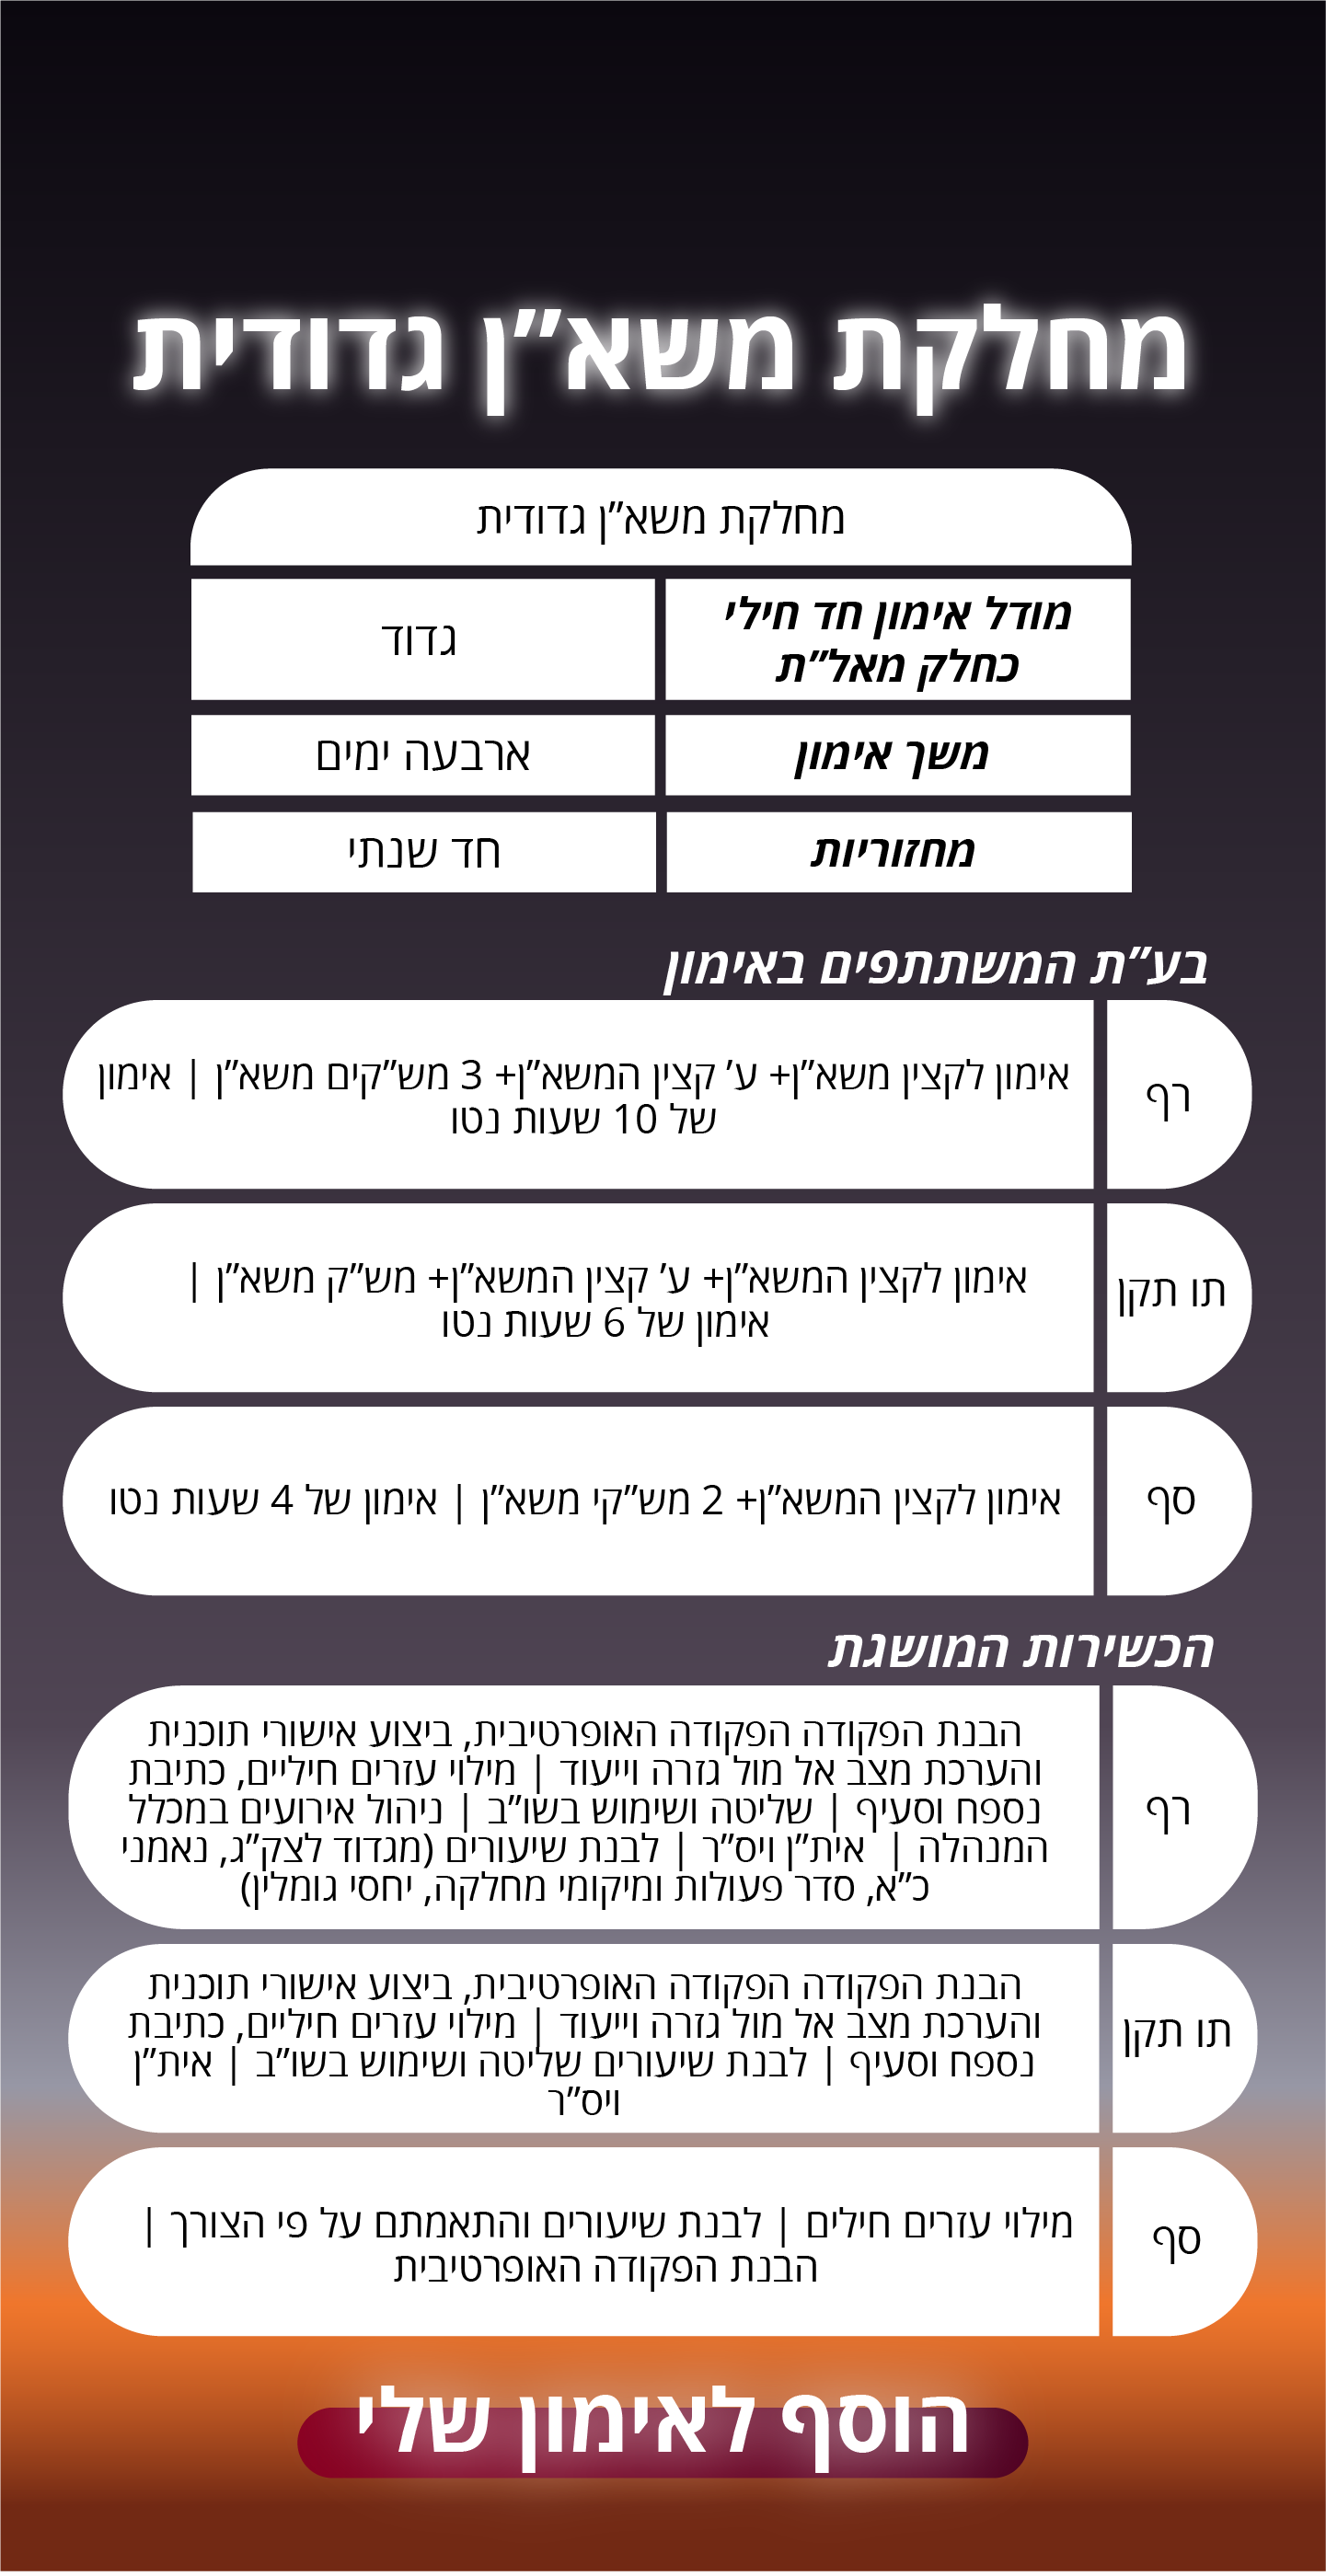 מחלקת משא״ן גדודית
מחלקת משא״ן גדודית
מודל אימון חד חילי
כחלק מאל״ת
גדוד
משך אימון
ארבעה ימים
מחזוריות
חד שנתי
בע״ת המשתתפים באימון
רף
אימון לקצין משא״ן+ ע׳ קצין המשא״ן+ 3 מש״קים משא״ן | אימון
של 10 שעות נטו
תו תקן
אימון לקצין המשא״ן+ ע׳ קצין המשא״ן+ מש״ק משא״ן |
אימון של 6 שעות נטו
סף
אימון לקצין המשא״ן+ 2 מש״קי משא״ן | אימון של 4 שעות נטו
הכשירות המושגת
רף
הבנת הפקודה הפקודה האופרטיבית, ביצוע אישורי תוכנית
והערכת מצב אל מול גזרה וייעוד | מילוי עזרים חיליים, כתיבת
נספח וסעיף | שליטה ושימוש בשו״ב | ניהול אירועים במכלל
המנהלה | אית״ן ויס״ר | לבנת שיעורים (מגדוד לצק״ג, נאמני
כ״א, סדר פעולות ומיקומי מחלקה, יחסי גומלין)
תו תקן
הבנת הפקודה הפקודה האופרטיבית, ביצוע אישורי תוכנית
והערכת מצב אל מול גזרה וייעוד | מילוי עזרים חיליים, כתיבת
נספח וסעיף | לבנת שיעורים שליטה ושימוש בשו״ב | אית״ן
ויס״ר
סף
מילוי עזרים חילים | לבנת שיעורים והתאמתם על פי הצורך |
הבנת הפקודה האופרטיבית
הוסף לאימון שלי